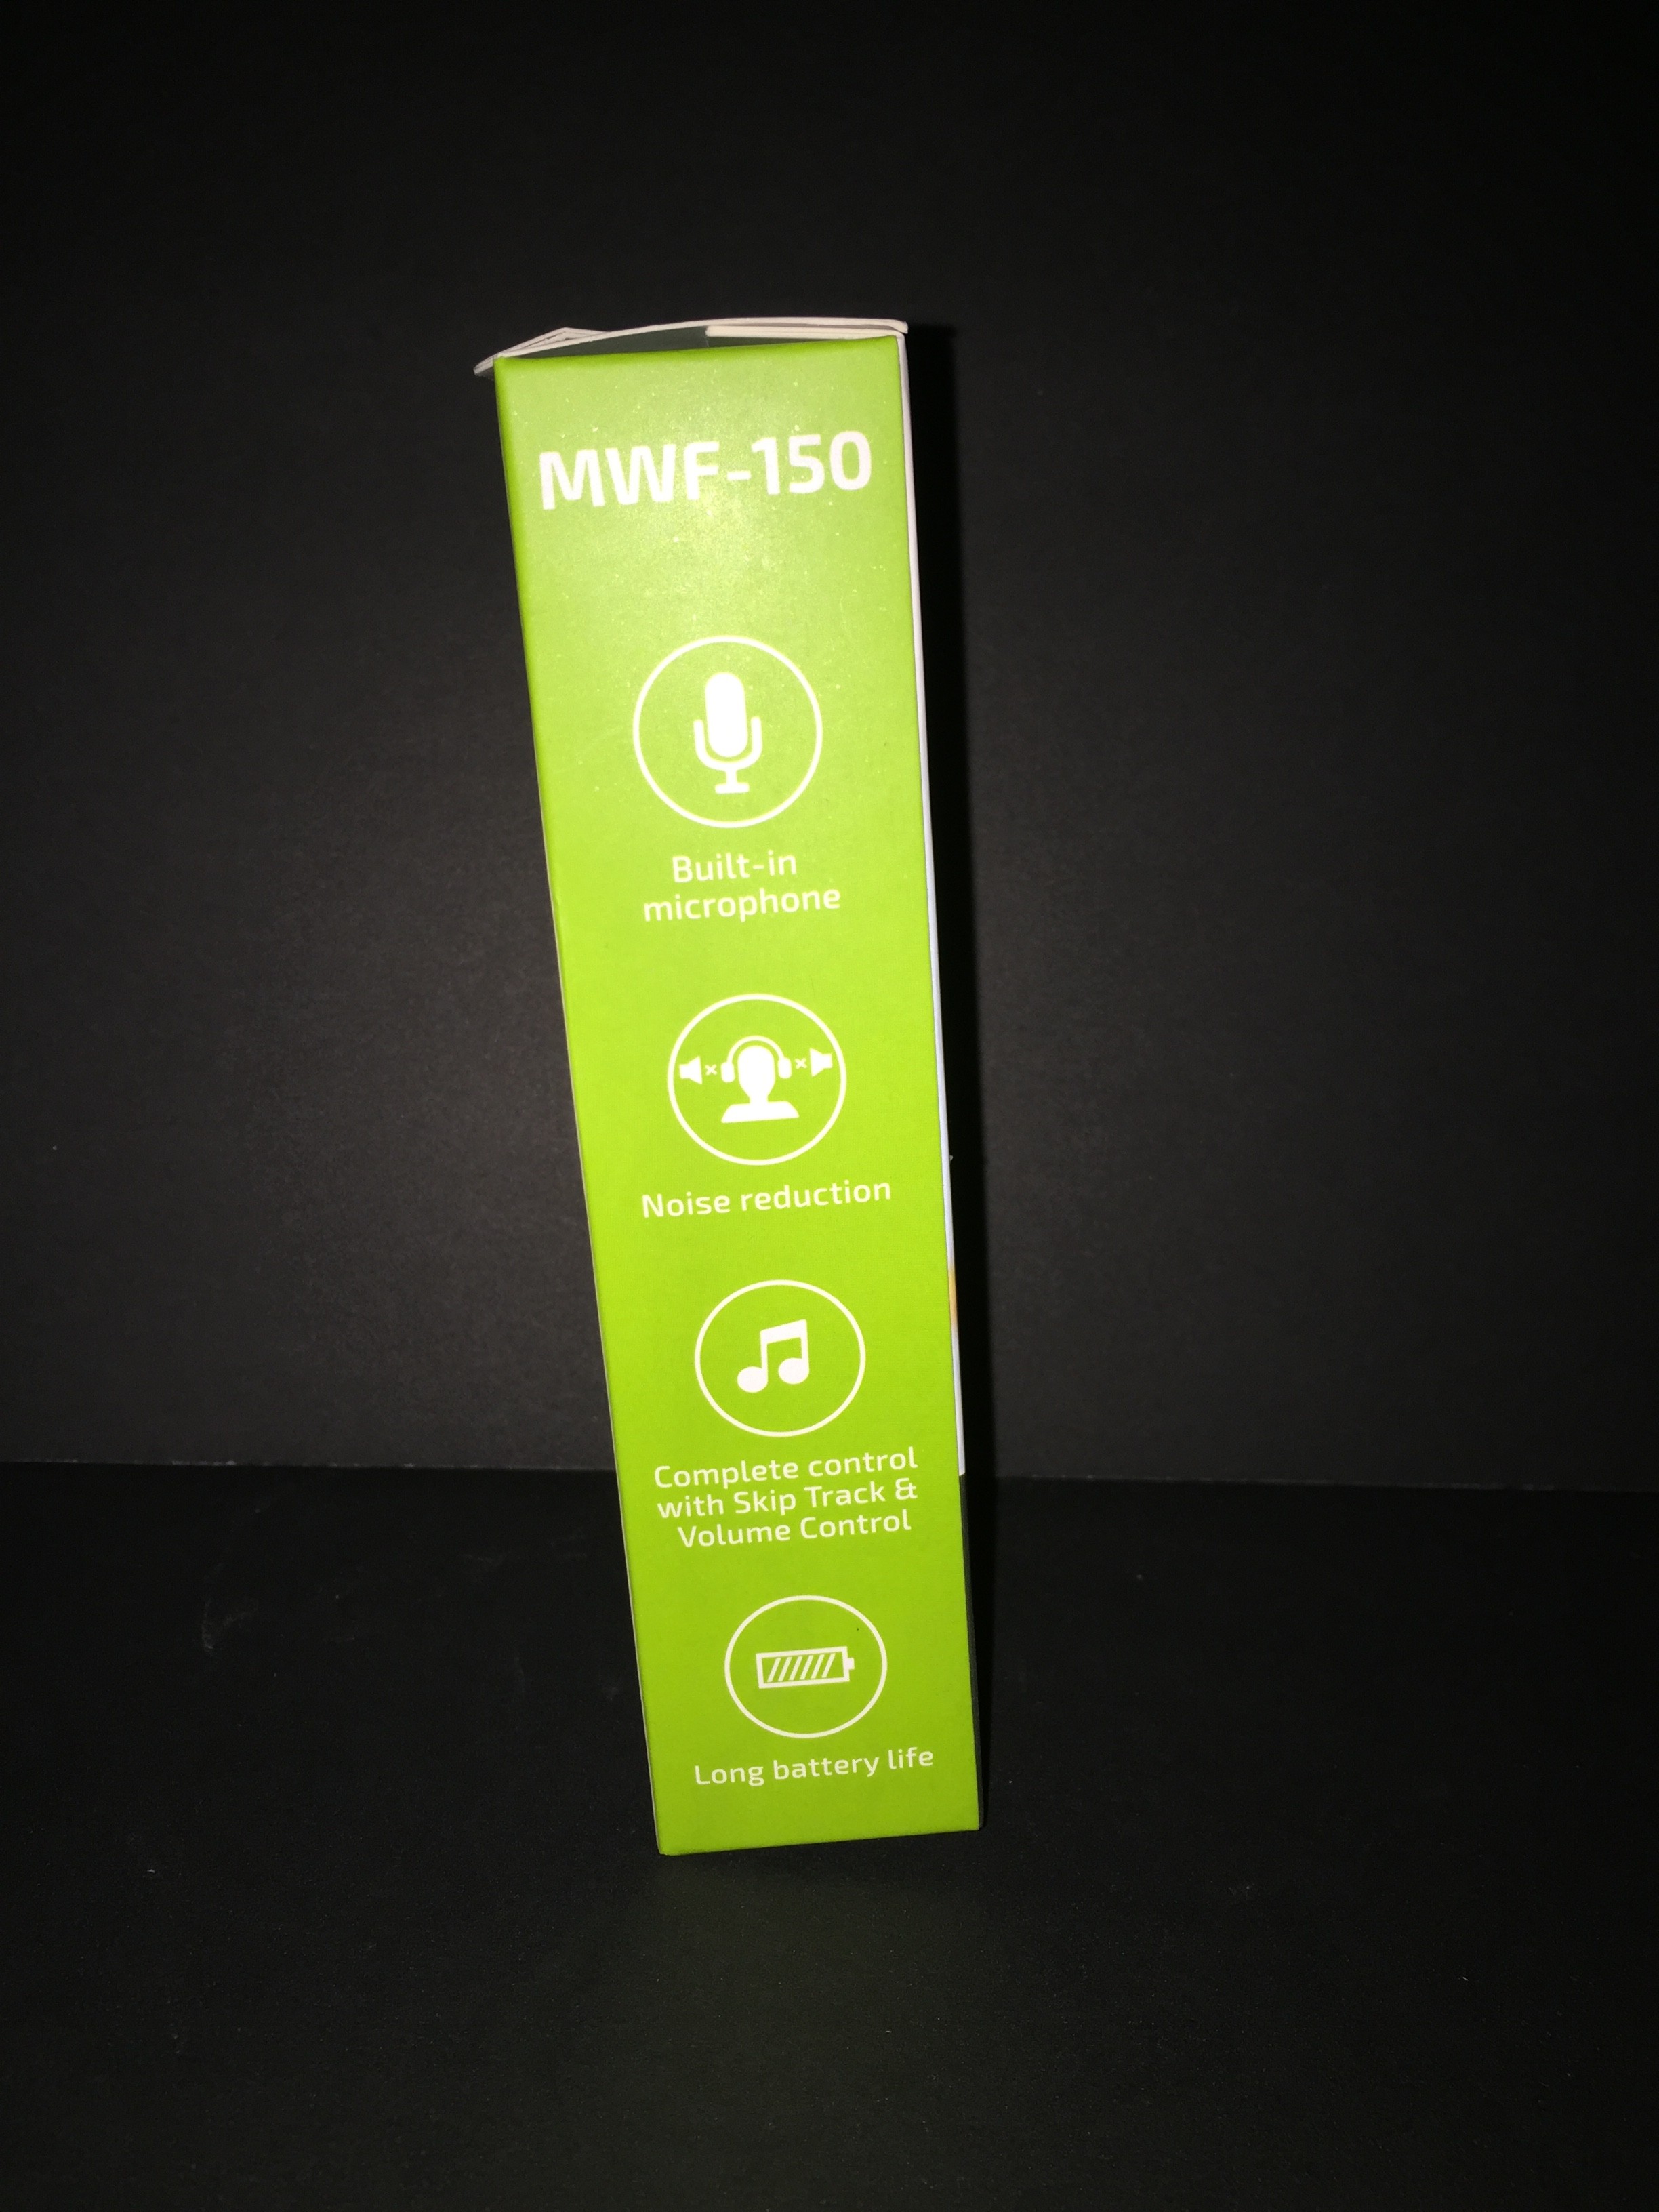 MWF-150
Built-in
microphone
Noise reduction
Complete control
with Skip Track &
Volume Control
Long battery life